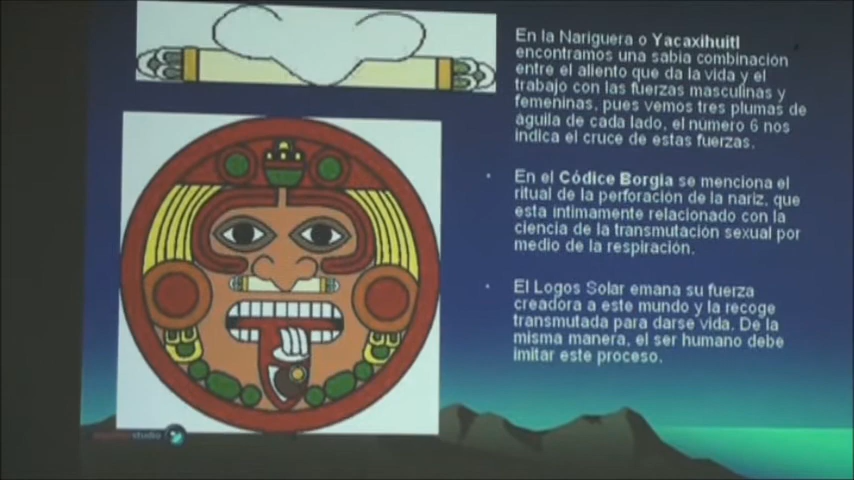 En la Nariguera o Yacaxihuitl
encontramos una sabia combinación
entre el aliento que da la vida y el
trabajo con las fuerzas masculinas y
femeninas, pues vemos tres plumas de
águila de cada lado, el número 6 nos
indica el cruce de estas fuerzas.
En el Códice Borgia se menciona el
ritual de la perforación de la nariz, que
esta íntimamente relacionado con la
ciencia de la transmutación sexual por
medio de la respiración.
El Logos Solar emana su fuerza
creadora a este mundo y la recoge
transmutada para darse vida. De la
misma manera, el ser humano debe
imitar este proceso.
studio